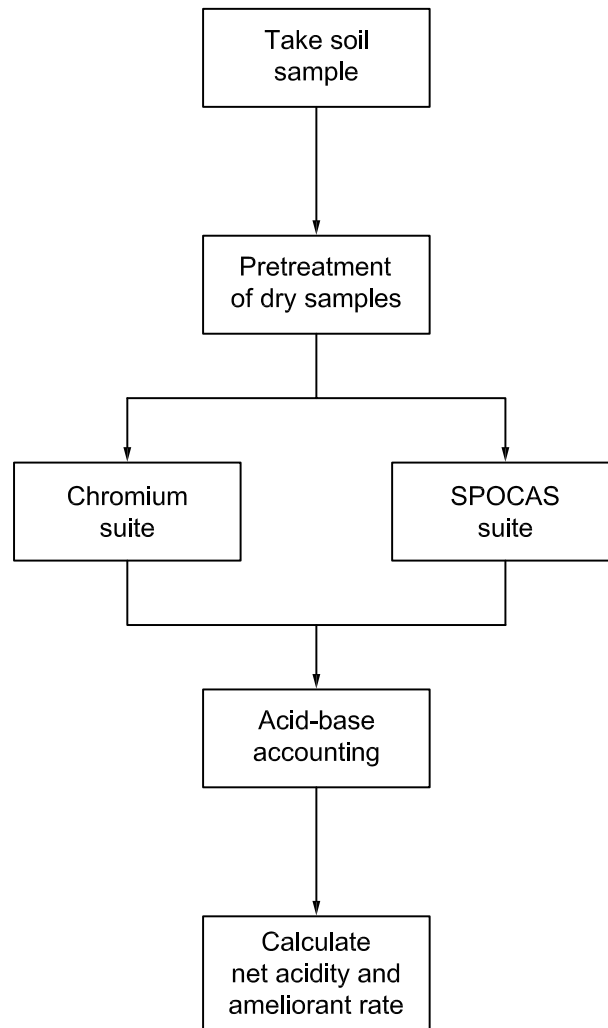 Take soil
sample
Pretreatment
of dry samples
Chromium
suite
SPOCAS
suite
Acid-base
accounting
Calculate
net acidity and
ameliorant rate